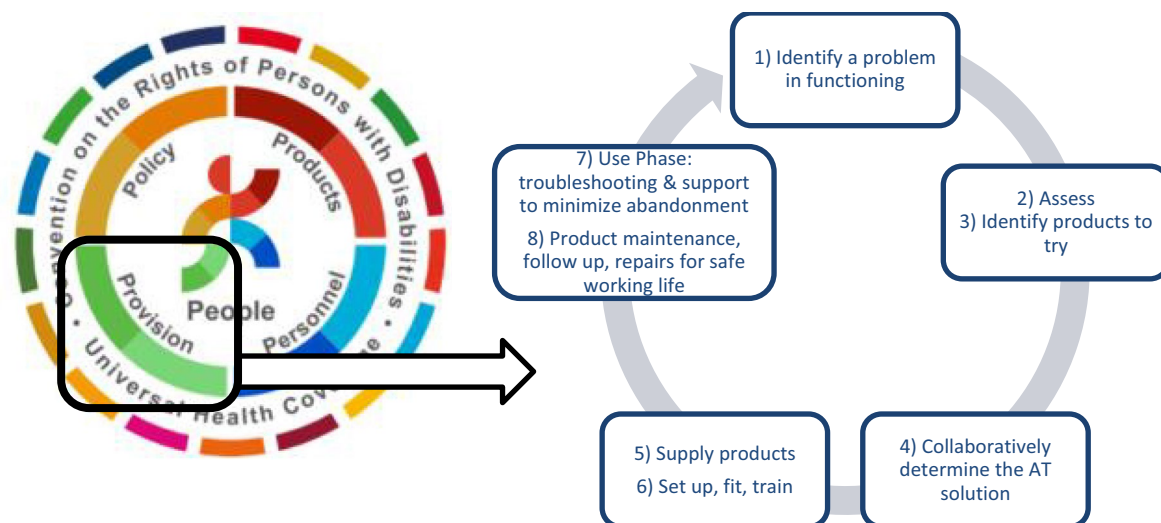 Convention on the Rights of Persons with Disabilities •
Universal Health Coverage •
Policy
Products
Provision
People
Personnel
1) Identify a problem
in functioning
2) Assess
3) Identify products to
try
4) Collaboratively
determine the AT
solution
5) Supply products
6) Set up, fit, train
7) Use Phase:
troubleshooting & support
to minimize abandonment
8) Product maintenance,
follow up, repairs for safe
working life